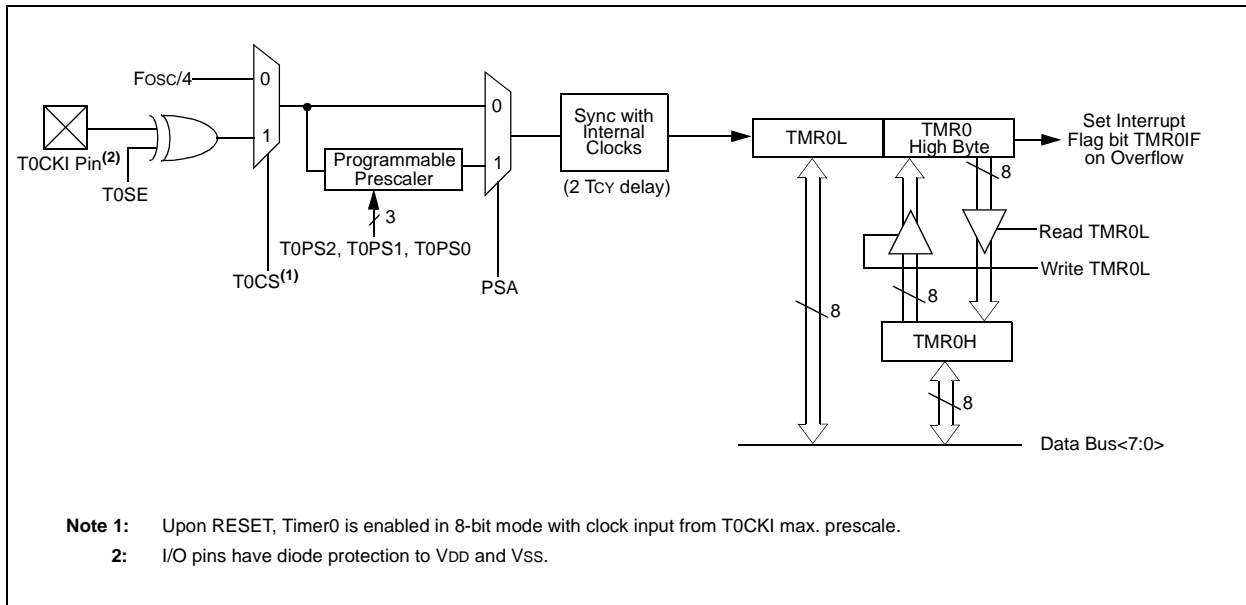 FOSC/4
0
1
T0CKI Pin(2)
T0SE
T0CS(1)
Programmable
Prescaler
3
T0PS2, T0PS1, T0PS0
0
1
PSA
Sync with
Internal
Clocks
(2 TCY delay)
TMR0L
TMR0
High Byte
Set Interrupt
Flag bit TMR0IF
on Overflow
8
Read TMR0L
Write TMR0L
8
8
TMR0H
8
Data Bus<7:0>
Note 1: Upon RESET, Timer0 is enabled in 8-bit mode with clock input from T0CKI max. prescale.
2: I/O pins have diode protection to VDD and VSS.